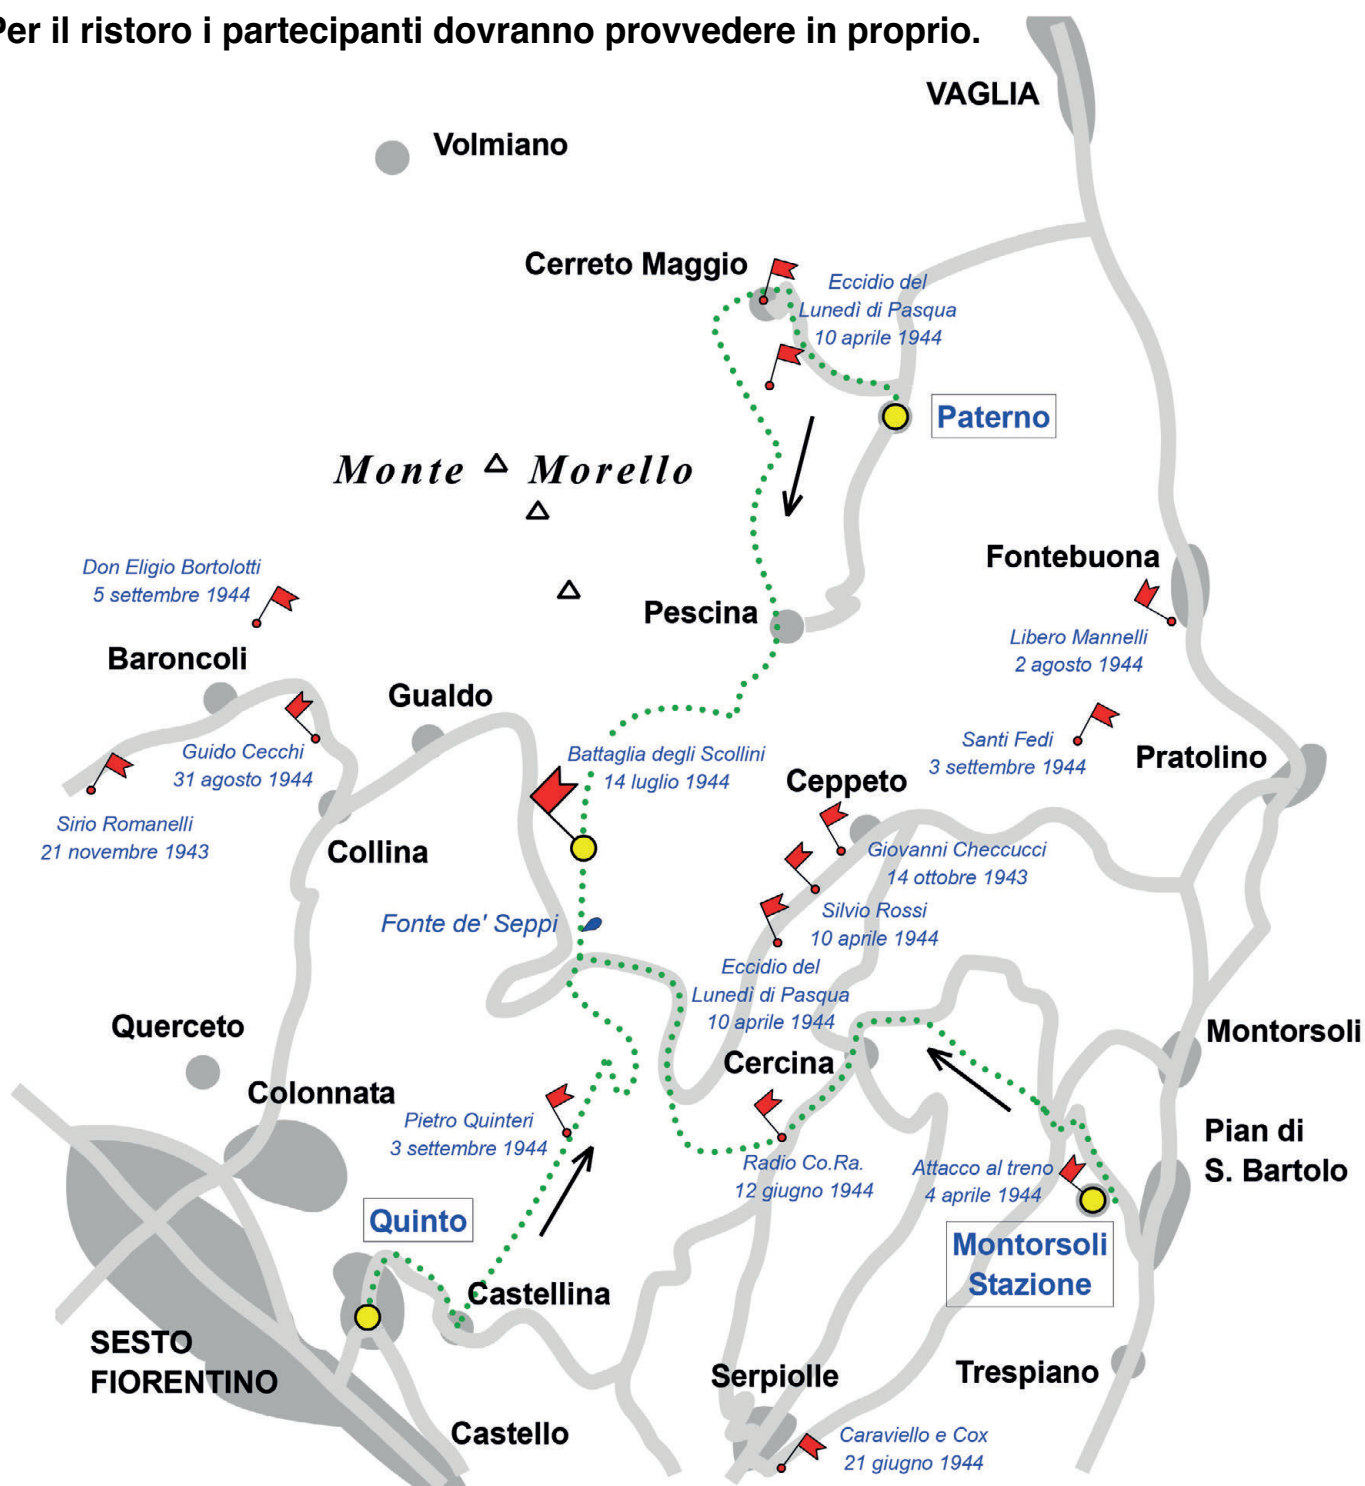 Per il ristoro i partecipanti dovranno provvedere in proprio.
VAGLIA
Volmiano
Cerreto Maggio
Eccidio del
Lunedì di Pasqua
10 aprile 1944
Paterno
Monte Morello
Fontebuona
Don Eligio Bortolotti
5 settembre 1944
Pescina
Libero Mannelli
2 agosto 1944
Baroncoli
Gualdo
Guido Cecchi
31 agosto 1944
Battaglia degli Scollini
14 luglio 1944
Santi Fedi
3 settembre 1944
Pratolino
Ceppeto
Sirio Romanelli
21 novembre 1943
Collina
Giovanni Checcucci
14 ottobre 1943
Fonte de' Seppi
Silvio Rossi
10 aprile 1944
Eccidio del
Lunedì di Pasqua
10 aprile 1944
Querceto
Montorsoli
Cercina
Colonnata
Pietro Quinteri
3 settembre 1944
Pian di
S. Bartolo
Radio Co.Ra.
12 giugno 1944
Attacco al treno
4 aprile 1944
Quinto
Montorsoli
Stazione
Castellina
SESTO
FIORENTINO
Serpiolle
Trespiano
Castello
Caraviello e Cox
21 giugno 1944